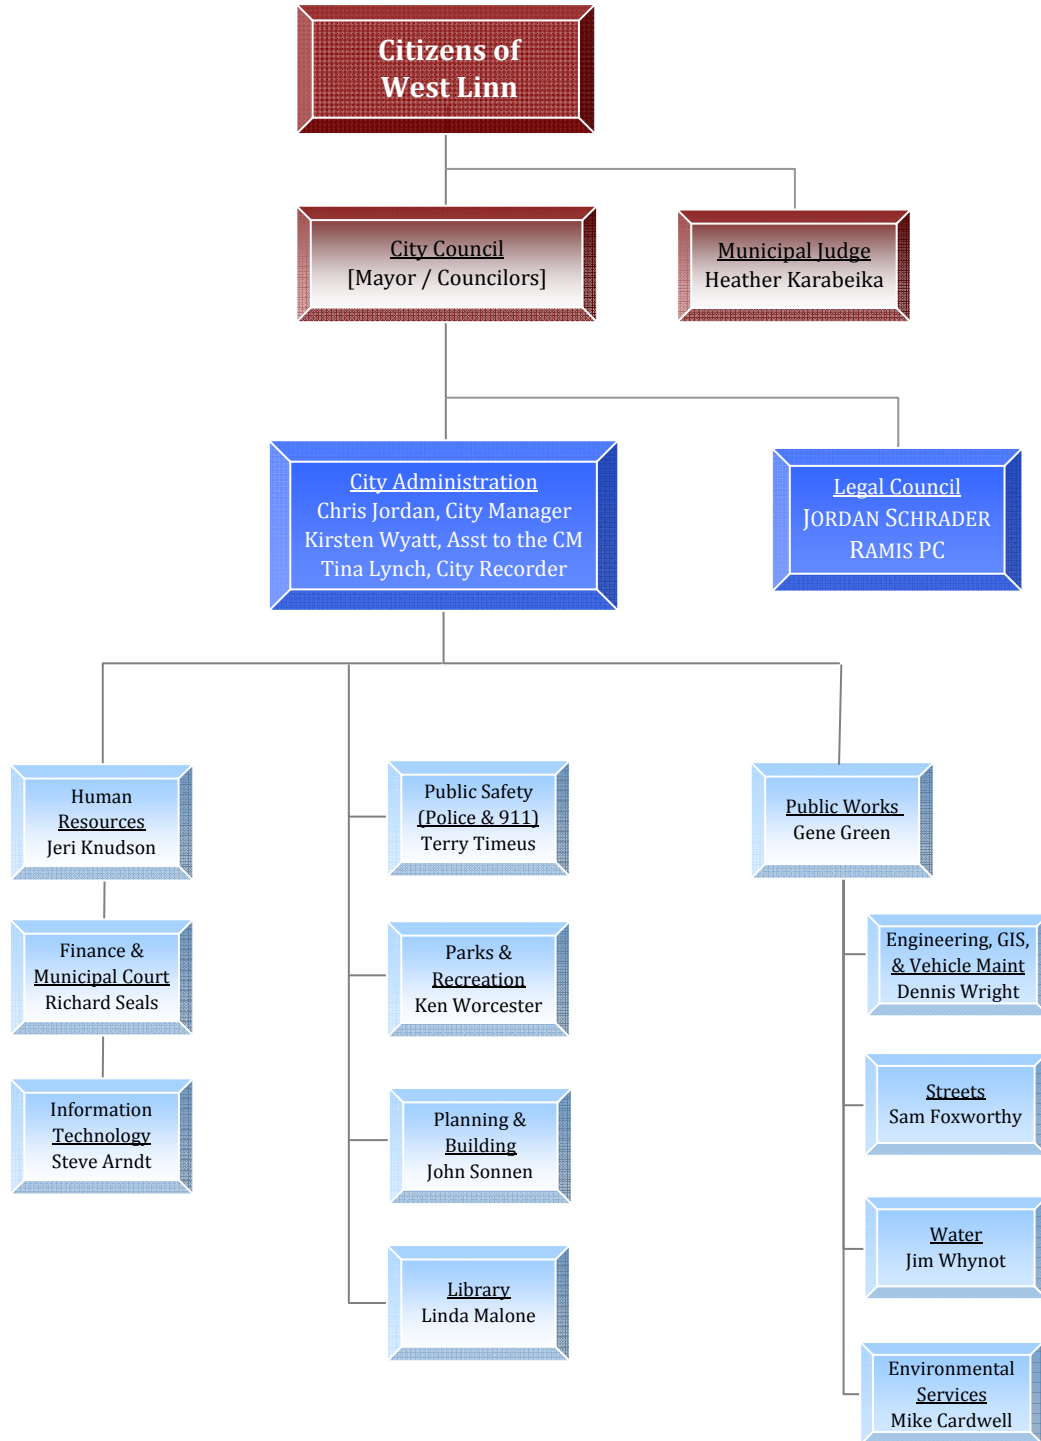 Citizens of
West Linn
City Council
[Mayor / Councilors]
Municipal Judge
Heather Karabeika
City Administration
Chris Jordan, City Manager
Kirsten Wyatt, Asst to the CM
Tina Lynch, City Recorder
Legal Council
JORDAN SCHRADER
RAMIS PC
Human
Resources
Jeri Knudson
Finance &
Municipal Court
Richard Seals
Information
Technology
Steve Arndt
Public Safety
(Police & 911)
Terry Timeus
Parks &
Recreation
Ken Worcester
Planning &
Building
John Sonnen
Library
Linda Malone
Public Works
Gene Green
Engineering, GIS,
& Vehicle Maint
Dennis Wright
Streets
Sam Foxworthy
Water
Jim Whynot
Environmental
Services
Mike Cardwell